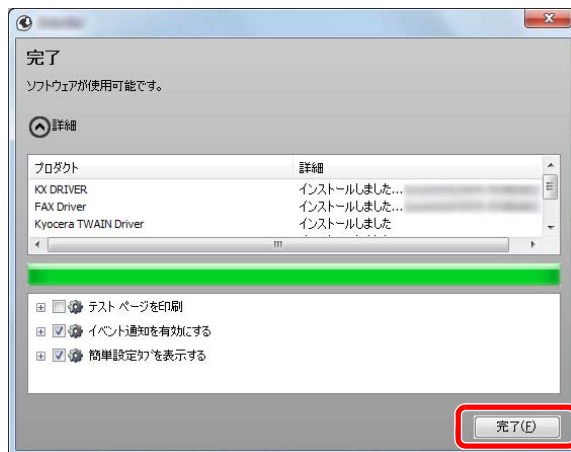 完了
ソフトウェアが使用可能です。
詳細
プロダクト 詳細
KX DRIVER インストールしました...
FAX Driver インストールしました...
Kyocera TWAIN Driver インストールしました
テスト ページを印刷
イベント通知を有効にする
簡単設定タブを表示する
完了(F)